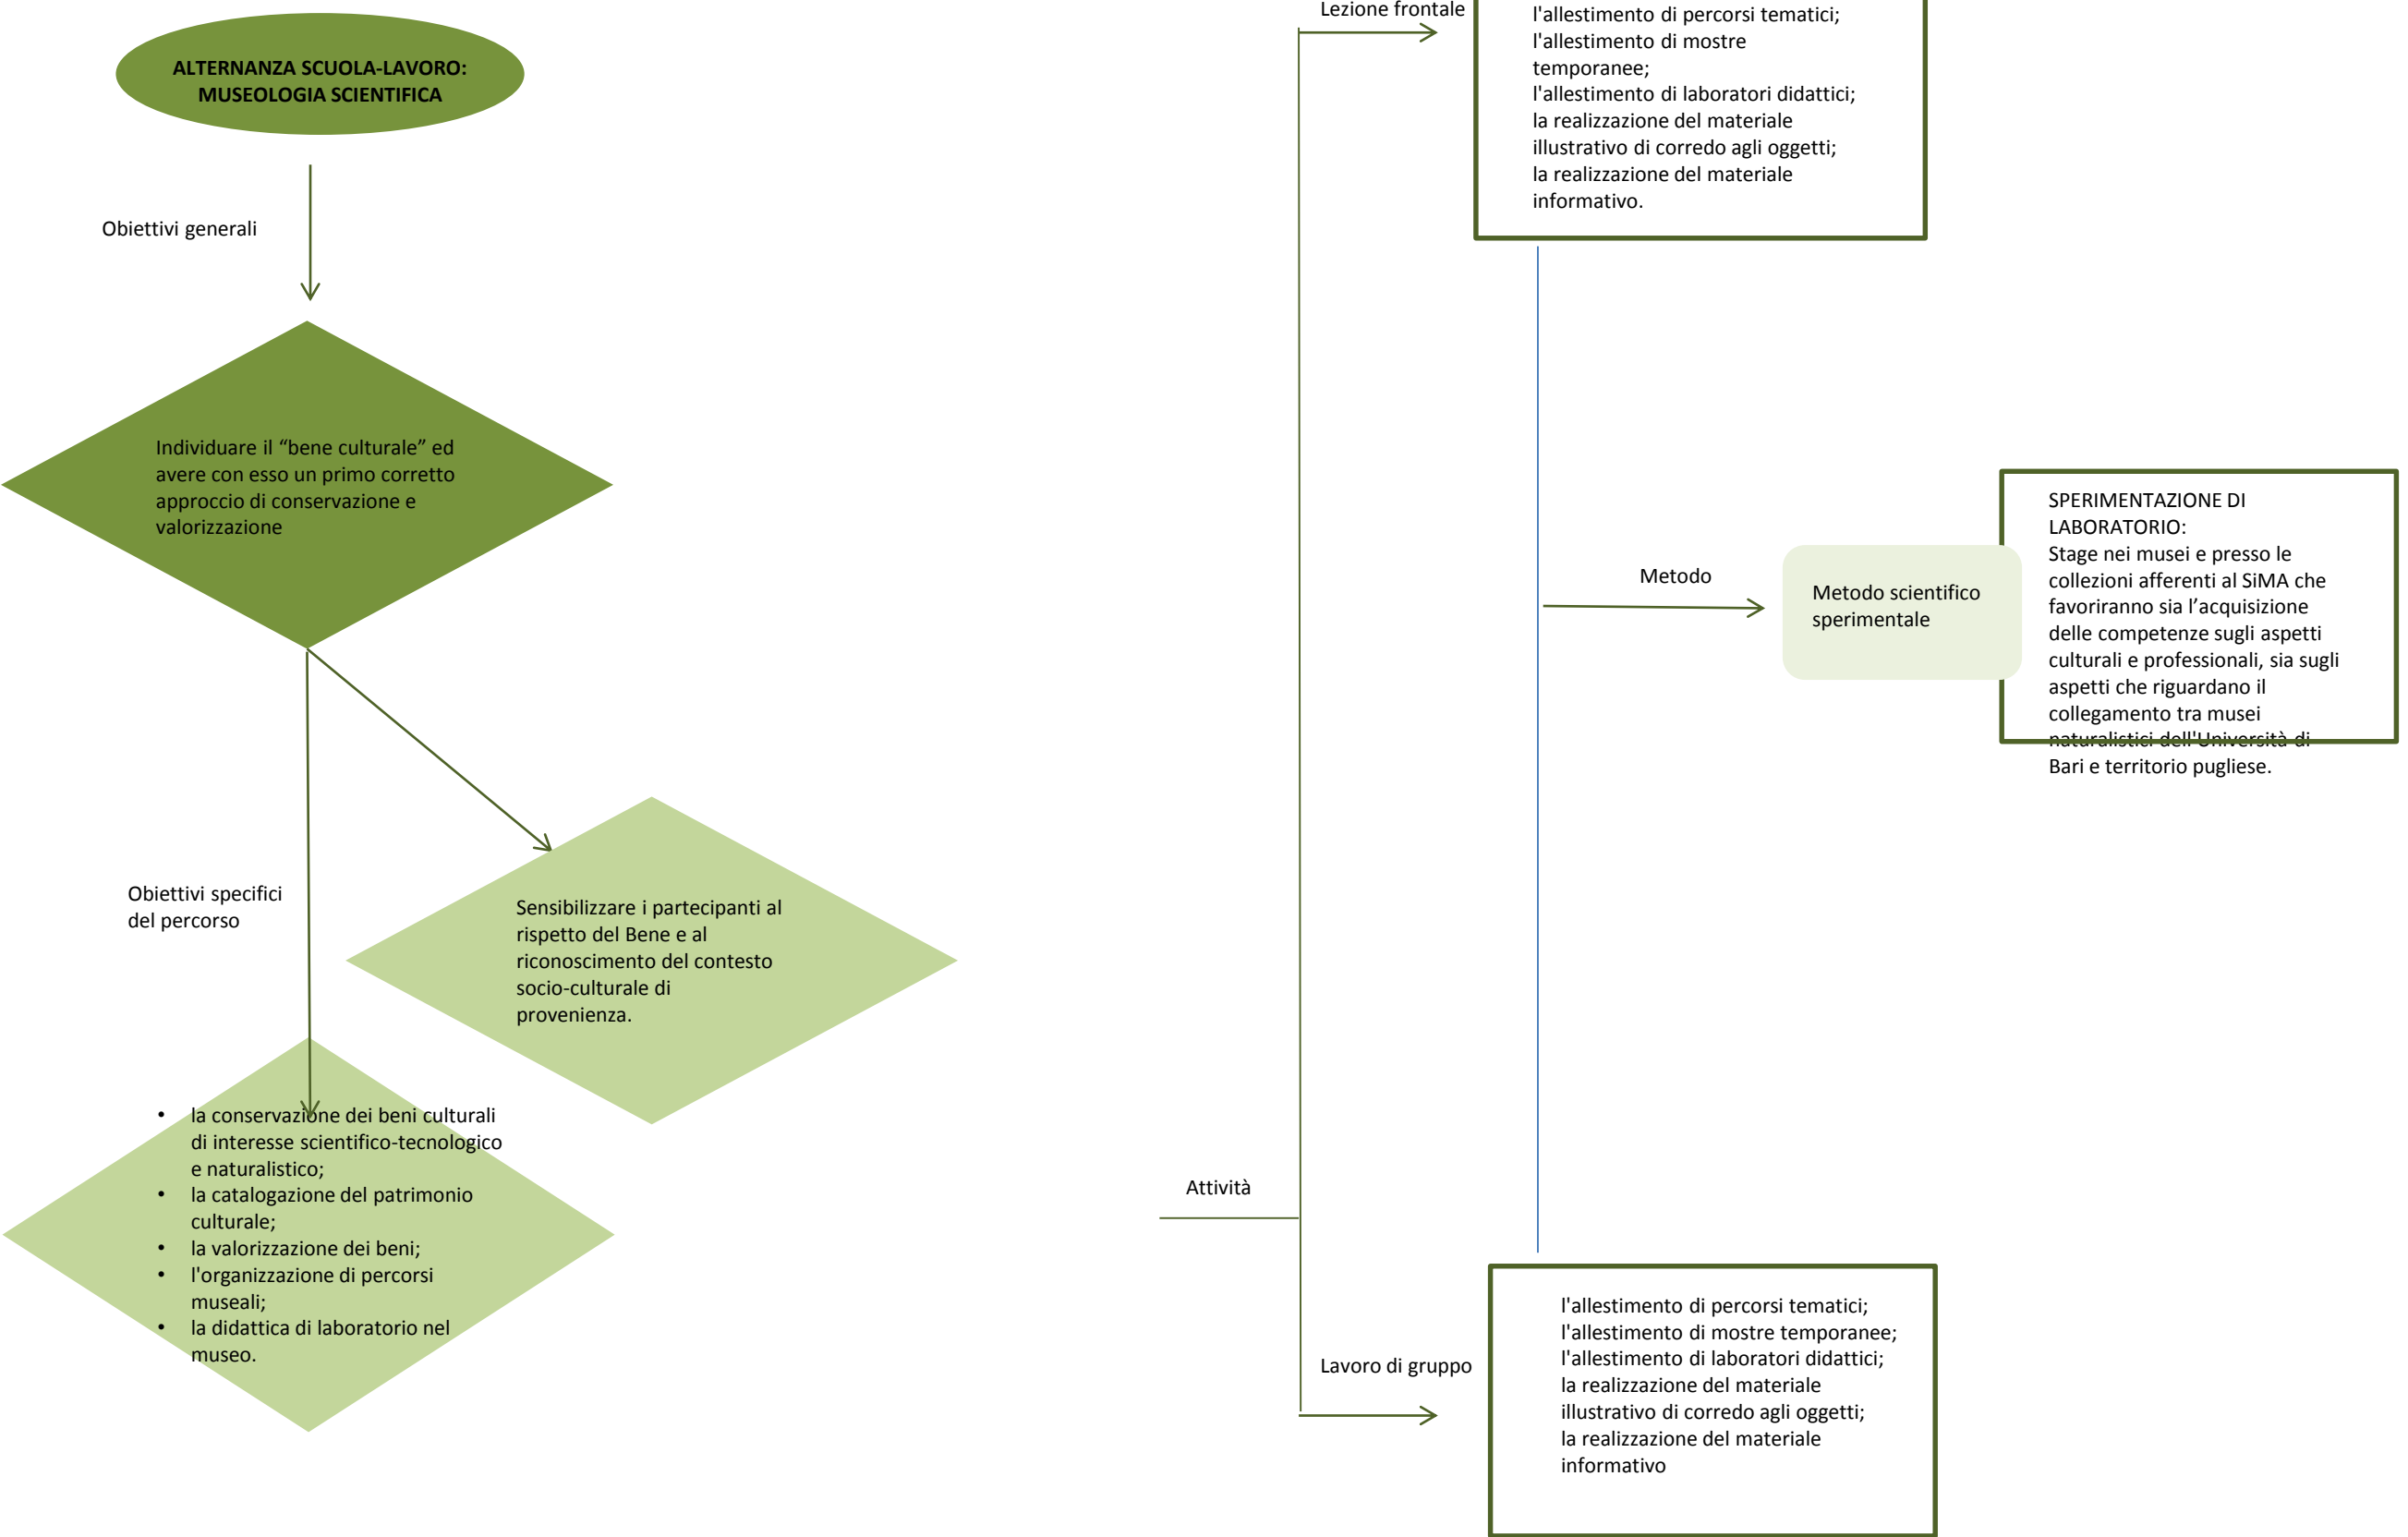 ALTERNANZA SCUOLA-LAVORO:
MUSEOLOGIA SCIENTIFICA
Obiettivi generali
Individuare il “bene culturale” ed
avere con esso un primo corretto
approccio di conservazione e
valorizzazione
Obiettivi specifici
del percorso
Sensibilizzare i partecipanti al
rispetto del Bene e al
riconoscimento del contesto
socio-culturale di
provenienza.
• la conservazione dei beni culturali
di interesse scientifico-tecnologico
e naturalistico;
• la catalogazione del patrimonio
culturale;
• la valorizzazione dei beni;
• l'organizzazione di percorsi
museali;
• la didattica di laboratorio nel
museo.
Attività
Lezione frontale
l'allestimento di percorsi tematici;
l'allestimento di mostre
temporanee;
l'allestimento di laboratori didattici;
la realizzazione del materiale
illustrativo di corredo agli oggetti;
la realizzazione del materiale
informativo.
Metodo
Metodo scientifico
sperimentale
SPERIMENTAZIONE DI
LABORATORIO:
Stage nei musei e presso le
collezioni afferenti al SiMA che
favoriranno sia l’acquisizione
delle competenze sugli aspetti
culturali e professionali, sia sugli
aspetti che riguardano il
collegamento tra musei
naturalistici dell'Università di
Bari e territorio pugliese.
Lavoro di gruppo
l'allestimento di percorsi tematici;
l'allestimento di mostre temporanee;
l'allestimento di laboratori didattici;
la realizzazione del materiale
illustrativo di corredo agli oggetti;
la realizzazione del materiale
informativo